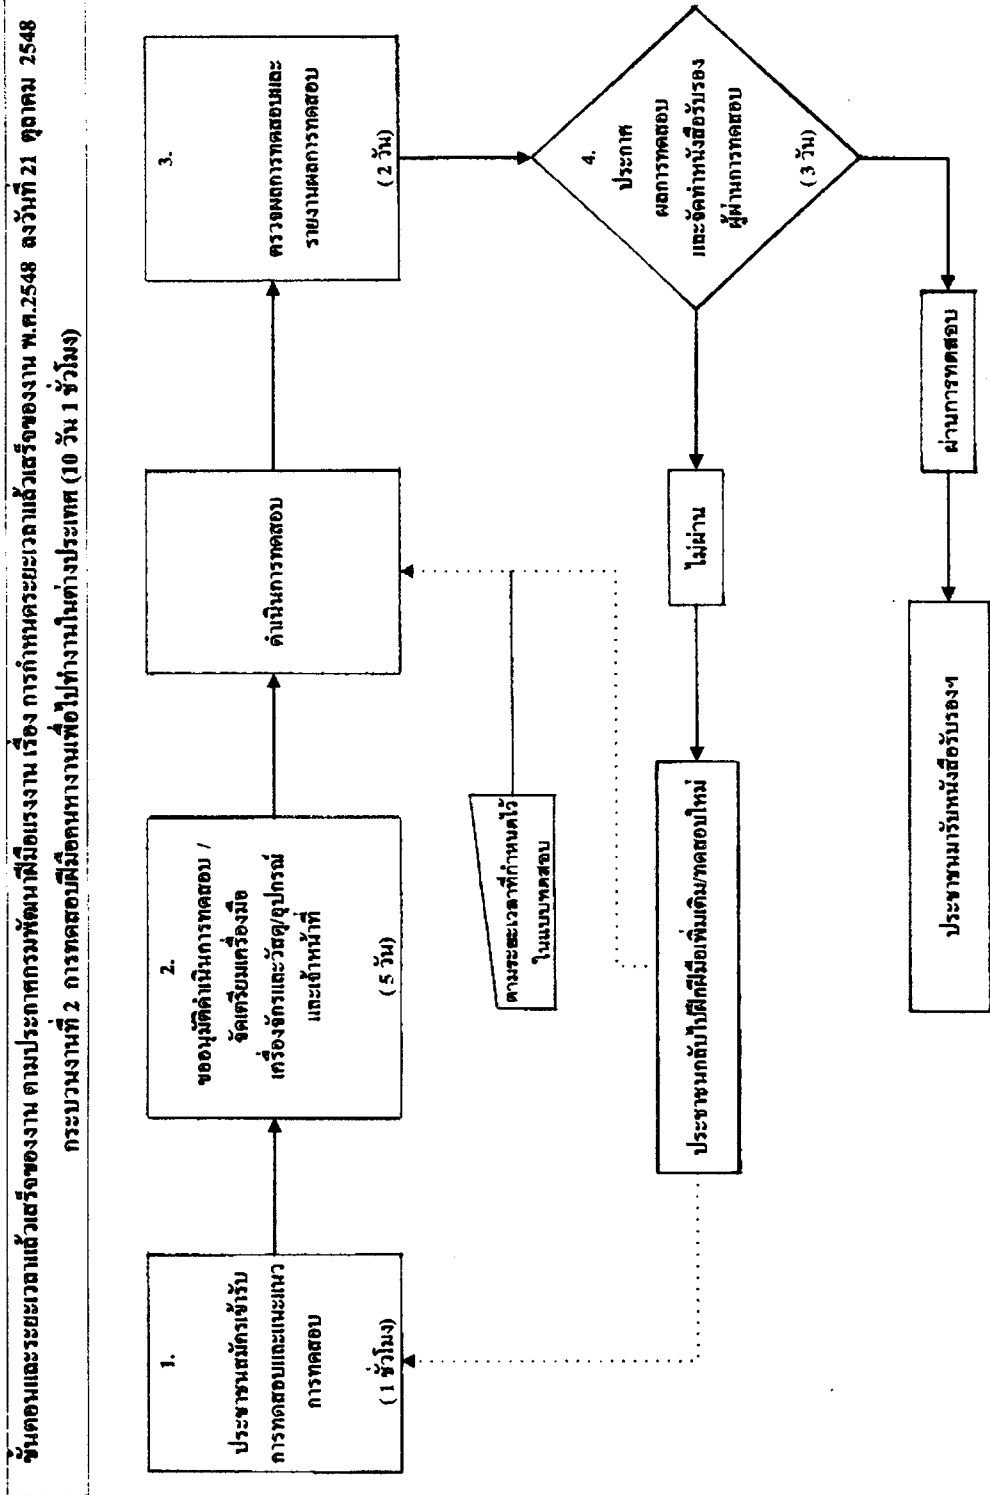 ขั้นตอนและระยะเวลาแล้วเสร็จของงาน ตามประกาศกรมพัฒนาฝีมือแรงงาน เรื่อง การกำหนดระยะเวลาแล้วเสร็จของงาน พ.ศ.2548 ลงวันที่ 21 ตุลาคม 2548
กระบวนงานที่ 2 การทดสอบฝีมือคนหางานเพื่อไปทำงานในต่างประเทศ (10 วัน 1 ชั่วโมง)
1.
ประชาชนสมัครเข้ารับ
การทดสอบและแนะแนว
การทดสอบ
(1 ชั่วโมง)
2.
ขออนุมัติดำเนินการทดสอบ /
จัดเตรียมเครื่องมือ
เครื่องจักรและวัสดุ/อุปกรณ์
และเจ้าหน้าที่
(5 วัน)
ดำเนินการทดสอบ
3.
ตรวจผลการทดสอบและ
รายงานผลการทดสอบ
(2 วัน)
ตามระยะเวลาที่กำหนดไว้
ในแบบทดสอบ
4.
ประกาศ
ผลการทดสอบ
และจัดทำหนังสือรับรอง
ผู้ผ่านการทดสอบ
(3 วัน)
ไม่ผ่าน
ประชาชนกลับไปฝึกฝีมือเพิ่มเติม/ทดสอบใหม่
ผ่านการทดสอบ
ประชาชนมารับหนังสือรับรองฯ